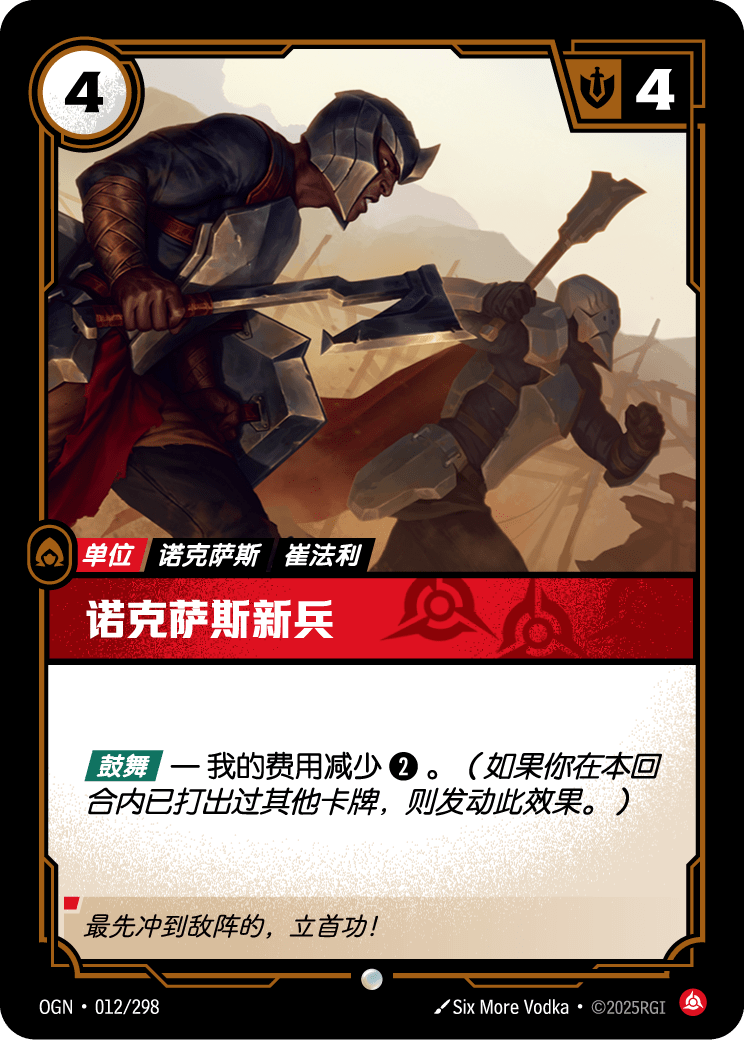 4
4
单位 诺克萨斯 崔法利
诺克萨斯新兵
鼓舞 — 我的费用减少 2 。（如果你在本回
合内已打出过其他卡牌，则发动此效果。）
最先冲到敌阵的，立首功！
OGN • 012/298
Six More Vodka • ©2025RGI